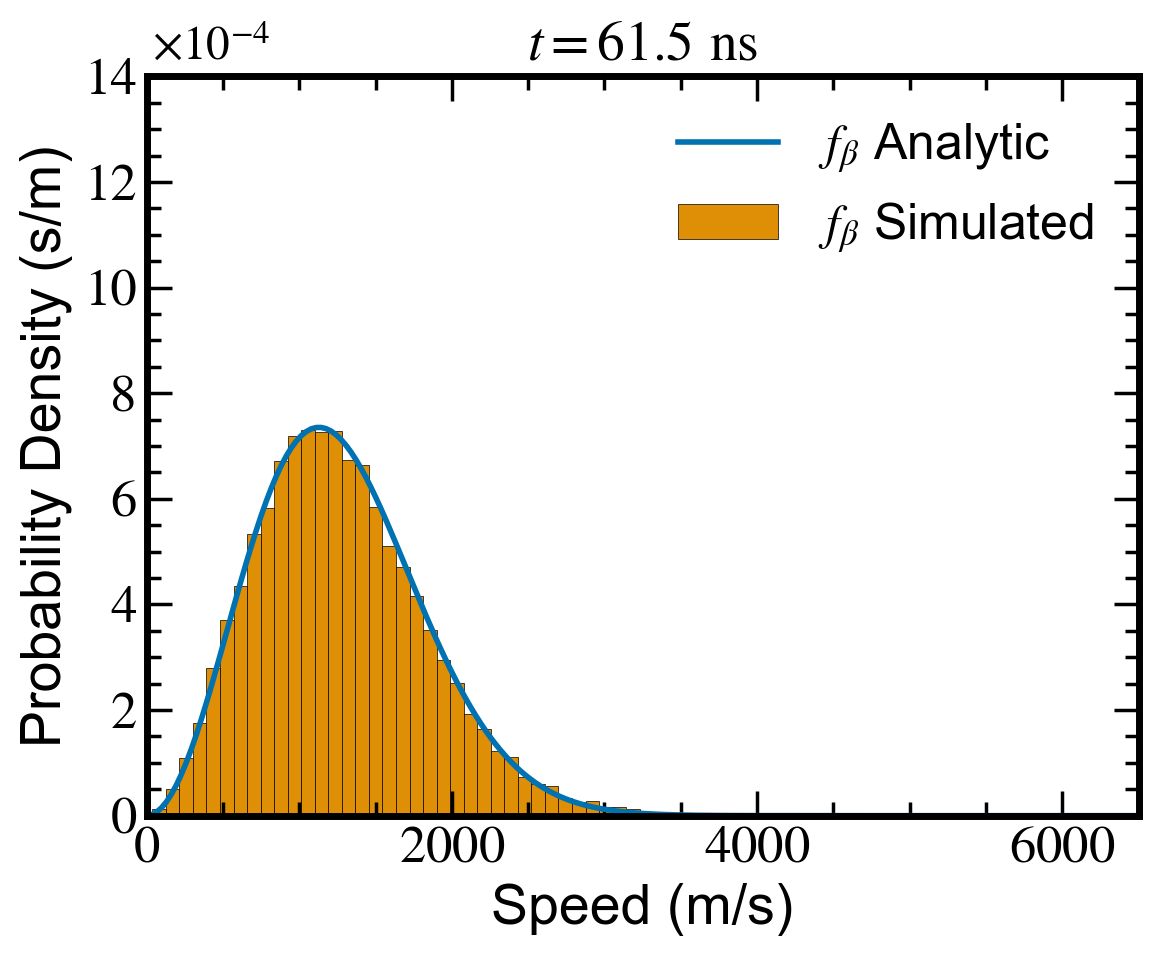 ×10⁻⁴
t = 61.5 ns
14
12
10
8
6
4
2
0
Probability Density (s/m)
f_β Analytic
f_β Simulated
0 2000 4000 6000
Speed (m/s)